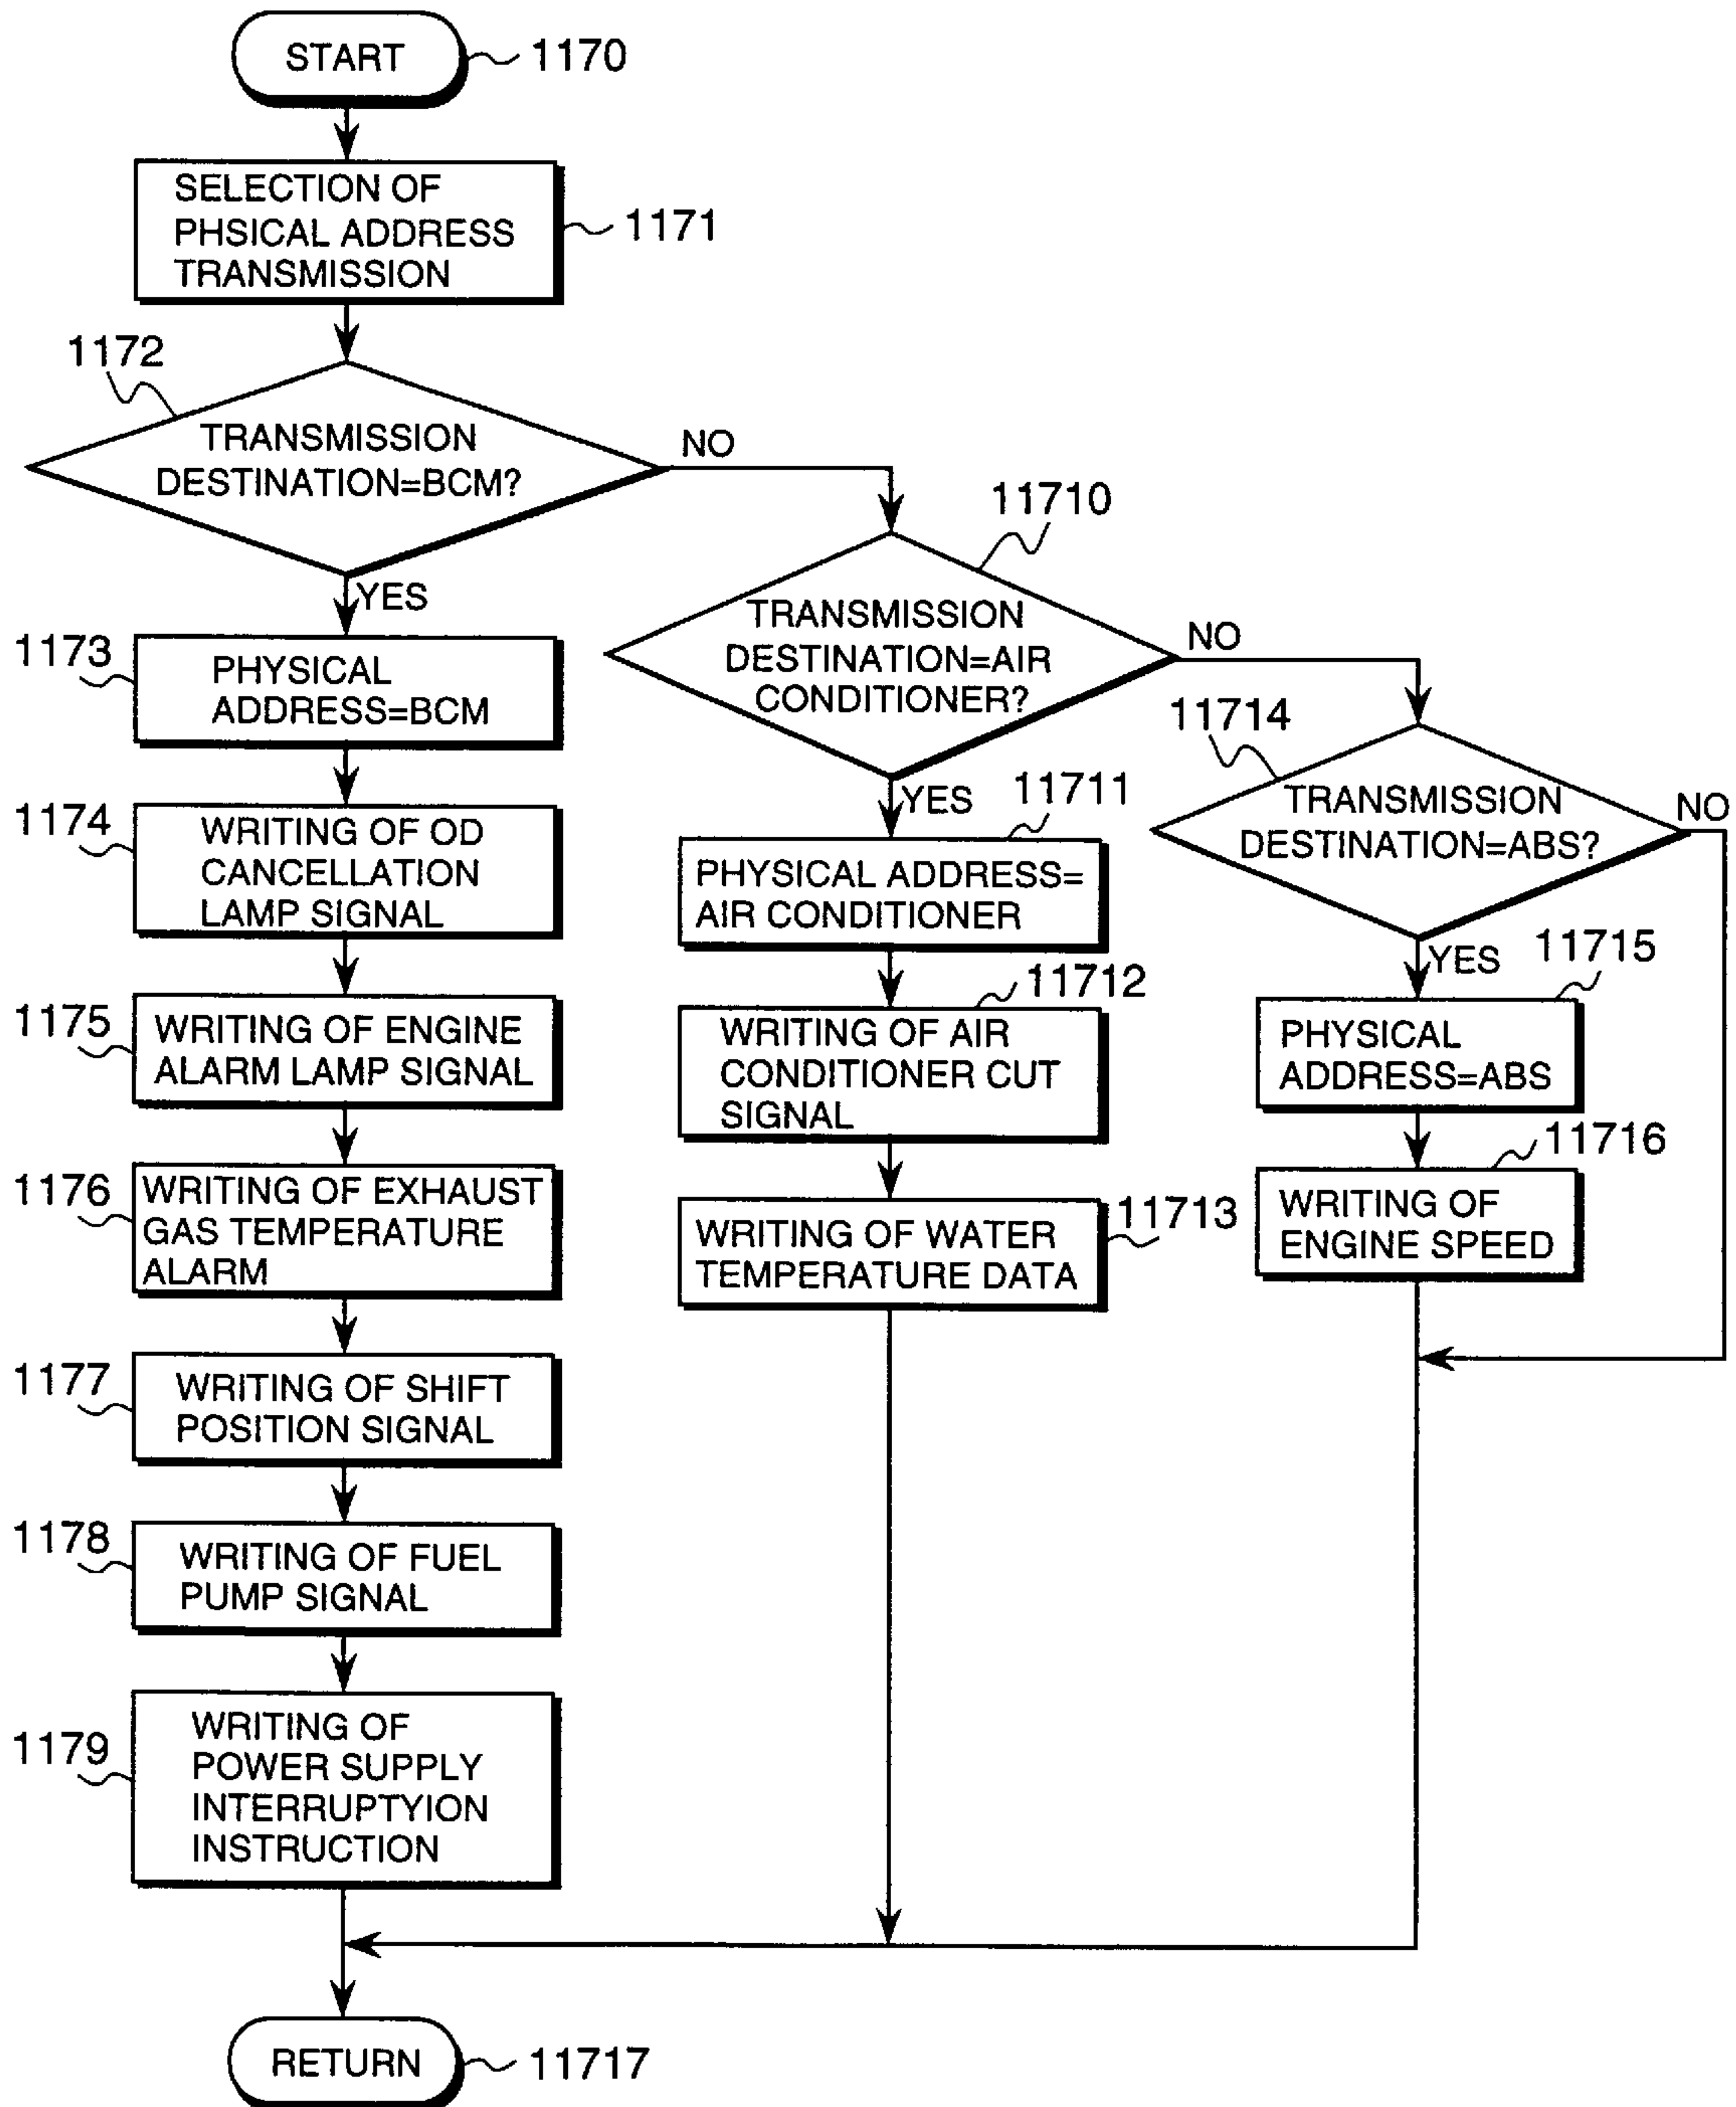 START
1170
SELECTION OF
PHSICAL ADDRESS
TRANSMISSION
1171
1172
TRANSMISSION
DESTINATION=BCM?
NO
YES
1173
PHYSICAL
ADDRESS=BCM
1174
WRITING OF OD
CANCELLATION
LAMP SIGNAL
1175
WRITING OF ENGINE
ALARM LAMP SIGNAL
1176
WRITING OF EXHAUST
GAS TEMPERATURE
ALARM
1177
WRITING OF SHIFT
POSITION SIGNAL
1178
WRITING OF FUEL
PUMP SIGNAL
1179
WRITING OF
POWER SUPPLY
INTERRUPTYION
INSTRUCTION
11710
TRANSMISSION
DESTINATION=AIR
CONDITIONER?
NO
YES
11711
PHYSICAL ADDRESS=
AIR CONDITIONER
11712
WRITING OF AIR
CONDITIONER CUT
SIGNAL
11713
WRITING OF WATER
TEMPERATURE DATA
11714
TRANSMISSION
DESTINATION=ABS?
NO
YES
11715
PHYSICAL
ADDRESS=ABS
11716
WRITING OF
ENGINE SPEED
RETURN
11717